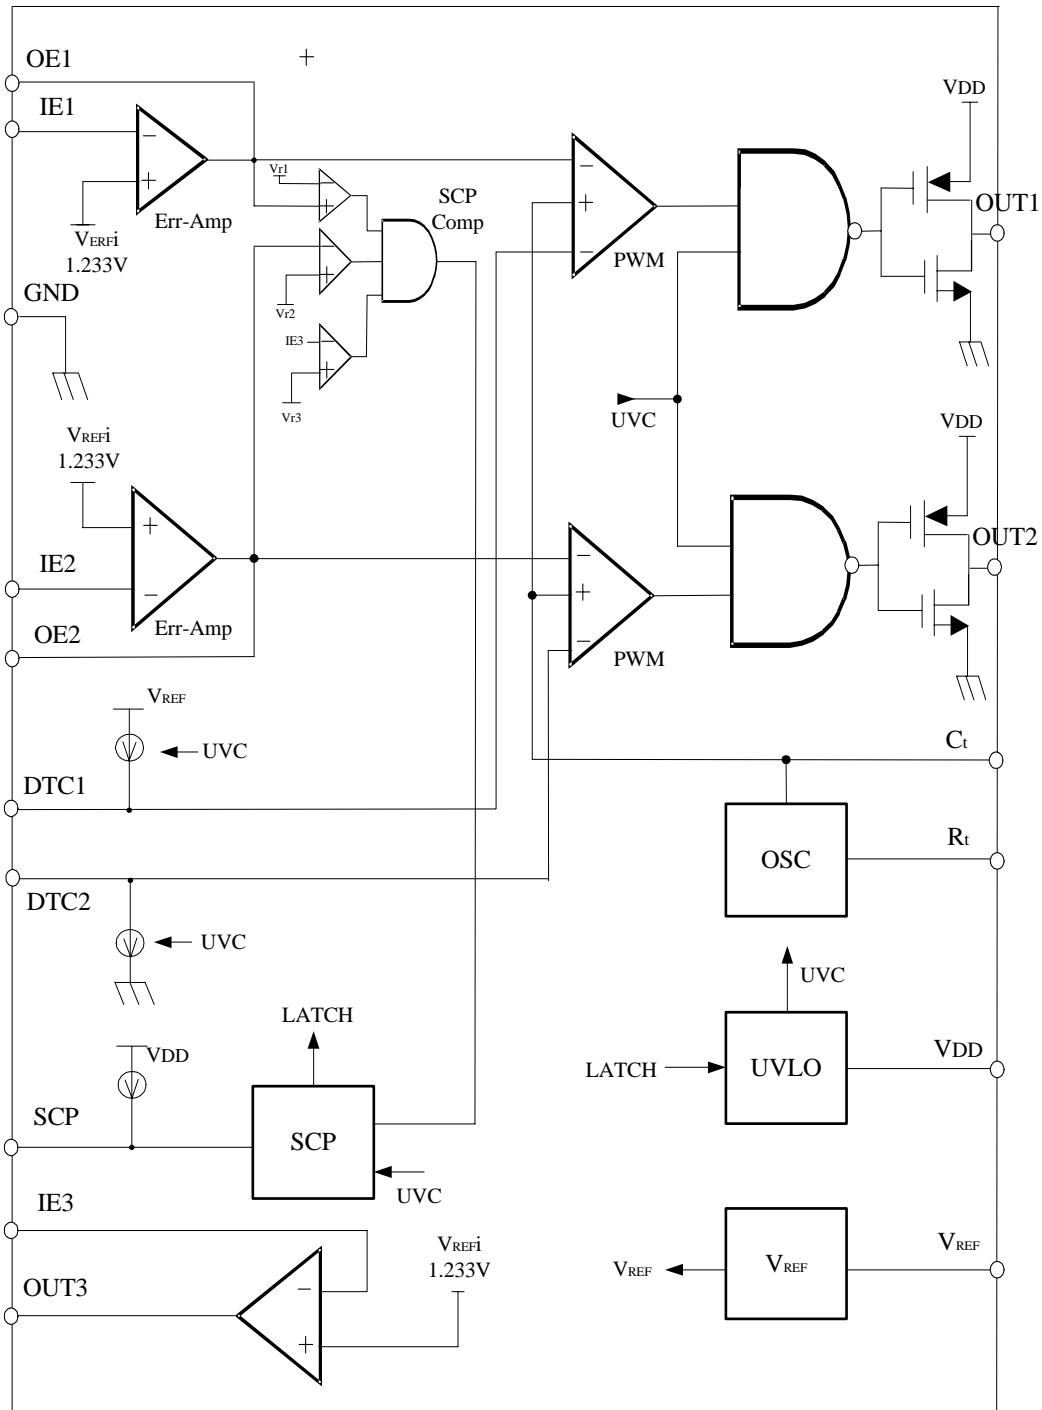 OE1
IE1
Err-Amp
VERFi
1.233V
GND
Vr1
SCP
Comp
Vr2
IE3
Vr3
PWM
VDD
OUT1
UVC
VREFi
1.233V
IE2
Err-Amp
OE2
PWM
VDD
OUT2
VREF
UVC
DTC1
Ct
OSC
Rt
DTC2
UVC
UVC
LATCH
VDD
LATCH
UVLO
VDD
SCP
SCP
UVC
IE3
VREFi
1.233V
OUT3
VREF
VREF
VREF